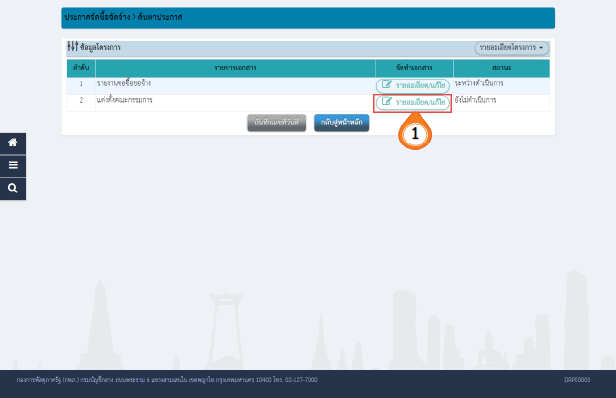 ประกาศจัดซื้อจัดจ้าง > ค้นหาประกาศ
ข้อมูลโครงการ
รายละเอียดโครงการ
ลำดับ รายการเอกสาร จัดทำเอกสาร สถานะ
1 รายงานขอซื้อขอจ้าง รายละเอียด/แก้ไข ระหว่างดำเนินการ
2 แต่งตั้งคณะกรรมการ รายละเอียด/แก้ไข ยังไม่ดำเนินการ
บันทึกเลขที่วันที่ กลับสู่หน้าหลัก
1
กองการพัสดุภาครัฐ (กพภ.) กรมบัญชีกลาง ถนนพระราม 6 แขวงสามเสนใน เขตพญาไท กรุงเทพมหานคร 10400 โทร. 02-127-7000